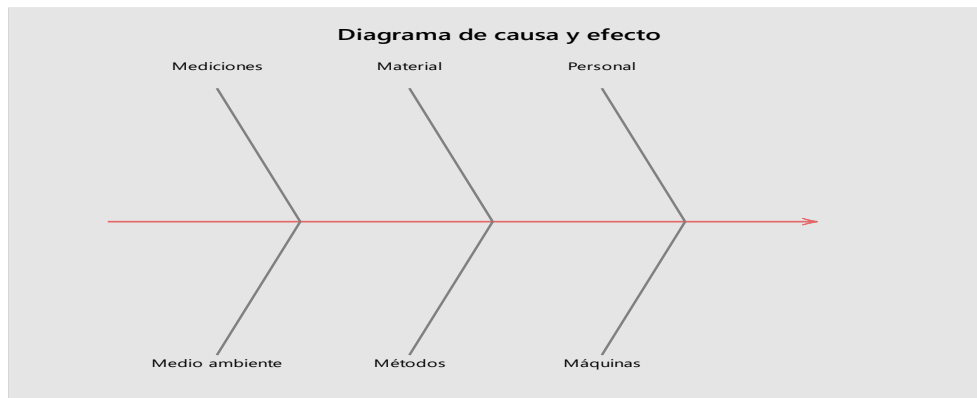 Diagrama de causa y efecto
Mediciones Material Personal
Medio ambiente Métodos Máquinas